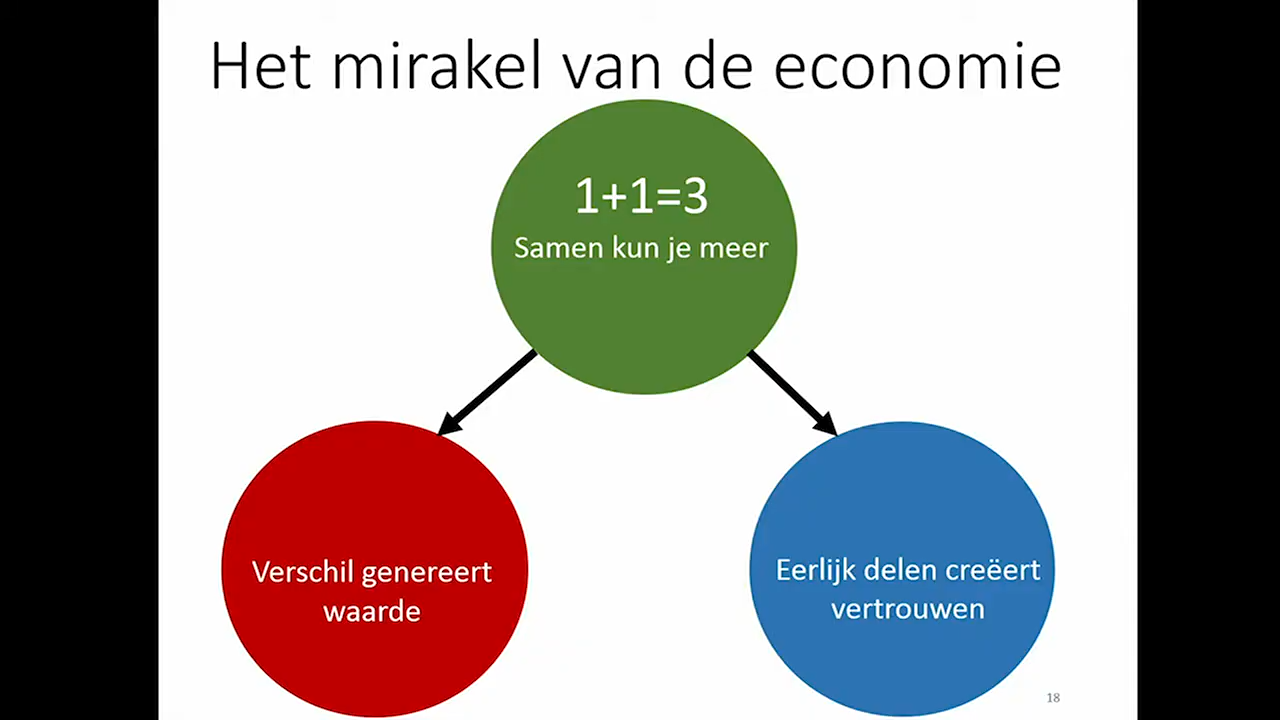 Het mirakel van de economie
1+1=3
Samen kun je meer
Verschil genereert
waarde
Eerlijk delen creëert
vertrouwen
18